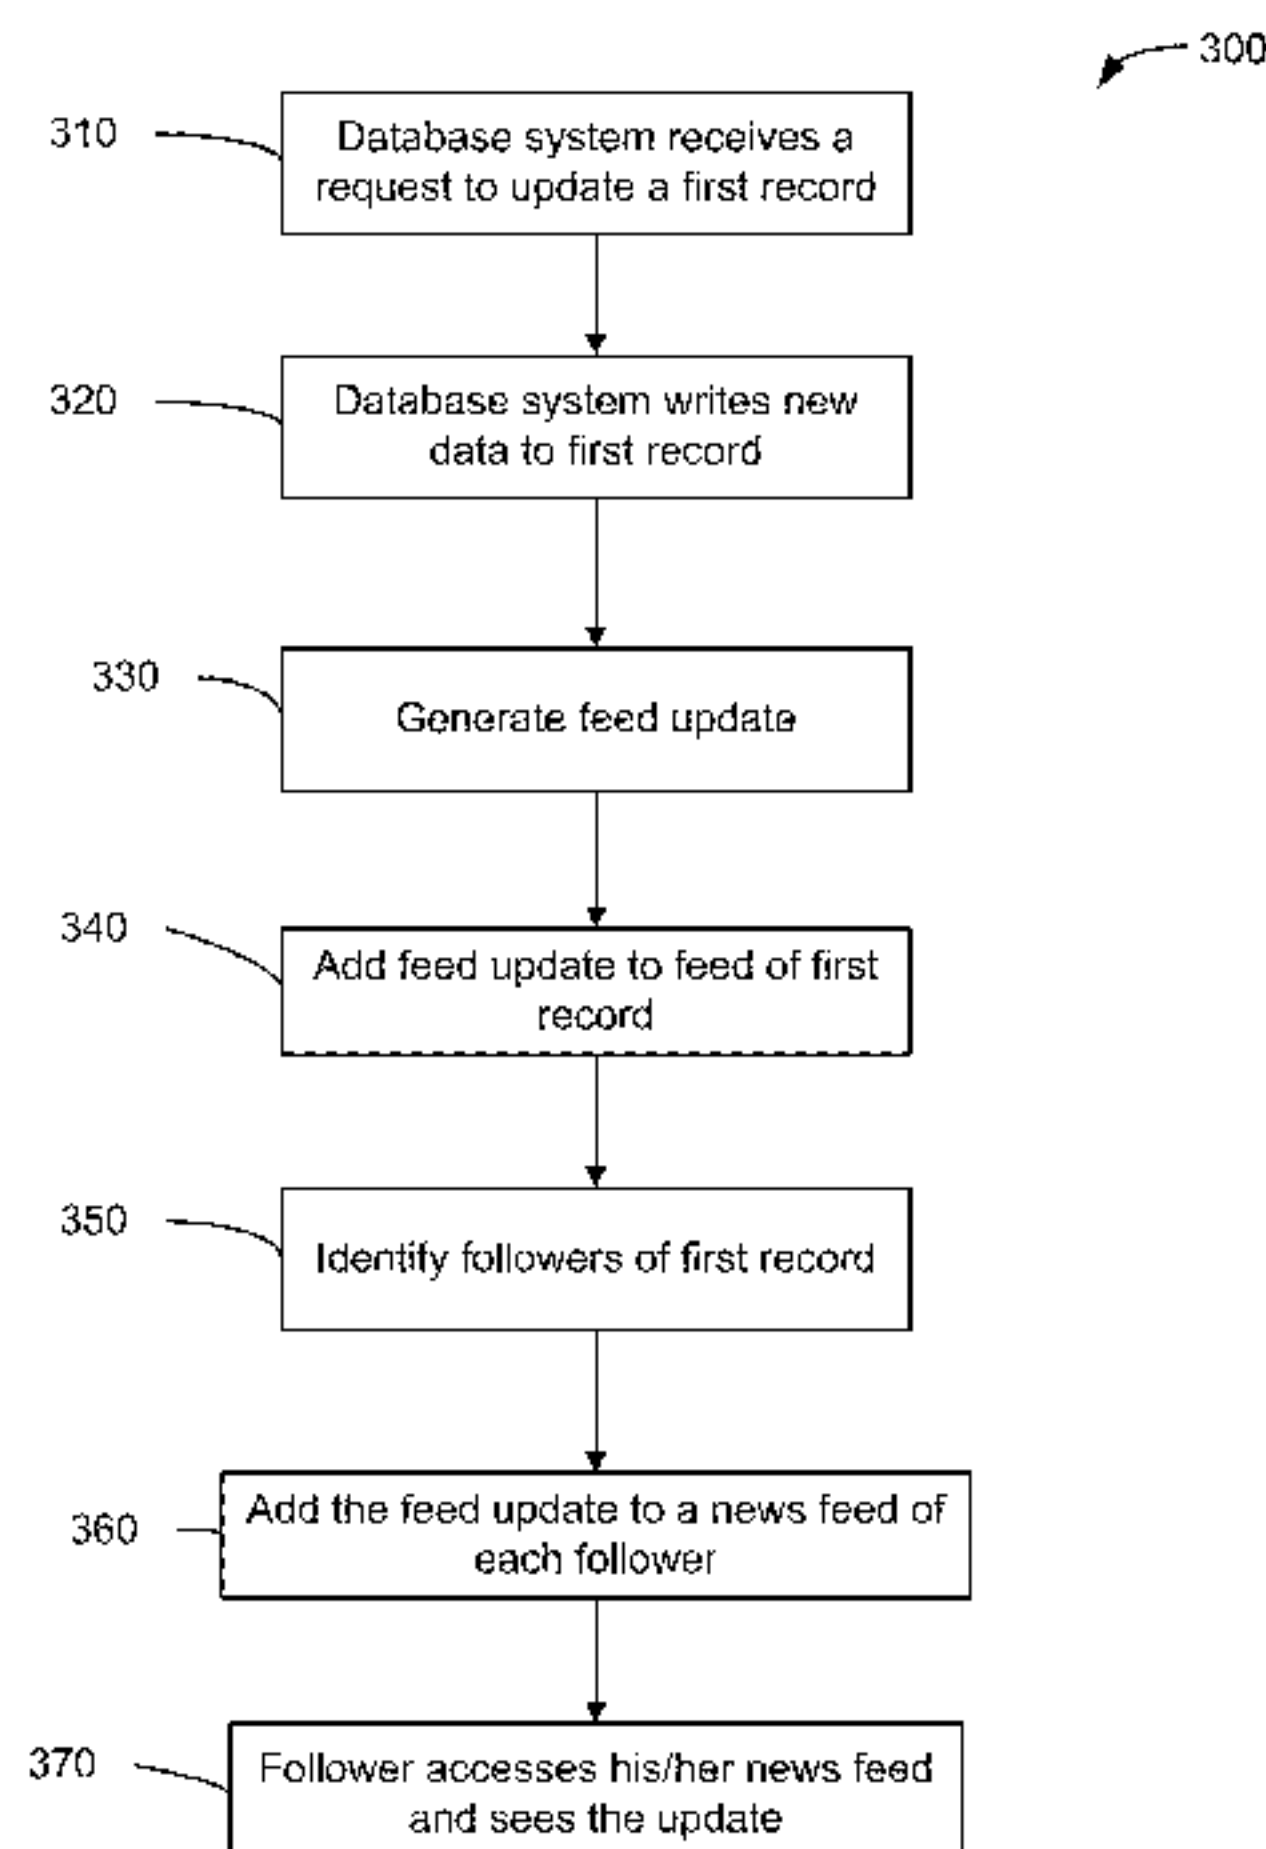 300
310
Database system receives a
request to update a first record
320
Database system writes new
data to first record
330
Generate feed update
340
Add feed update to feed of first
record
350
Identify followers of first record
360
Add the feed update to a news feed of
each follower
370
Follower accesses his/her news feed
and sees the update